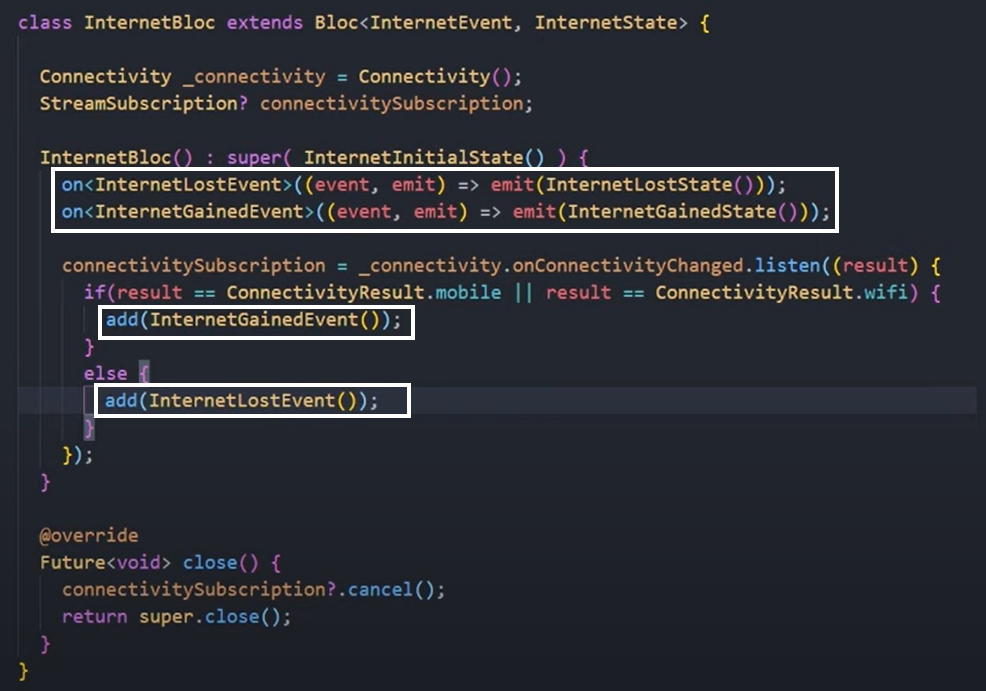 class InternetBloc extends Bloc<InternetEvent, InternetState> {
Connectivity _connectivity = Connectivity();
StreamSubscription? connectivitySubscription;
InternetBloc() : super( InternetInitialState() ) {
on<InternetLostEvent>((event, emit) => emit(InternetLostState()));
on<InternetGainedEvent>((event, emit) => emit(InternetGainedState()));
connectivitySubscription = _connectivity.onConnectivityChanged.listen((result) {
if(result == ConnectivityResult.mobile || result == ConnectivityResult.wifi) {
add(InternetGainedEvent());
}
else {
add(InternetLostEvent());
}
});
}
@override
Future<void> close() {
connectivitySubscription?.cancel();
return super.close();
}
}